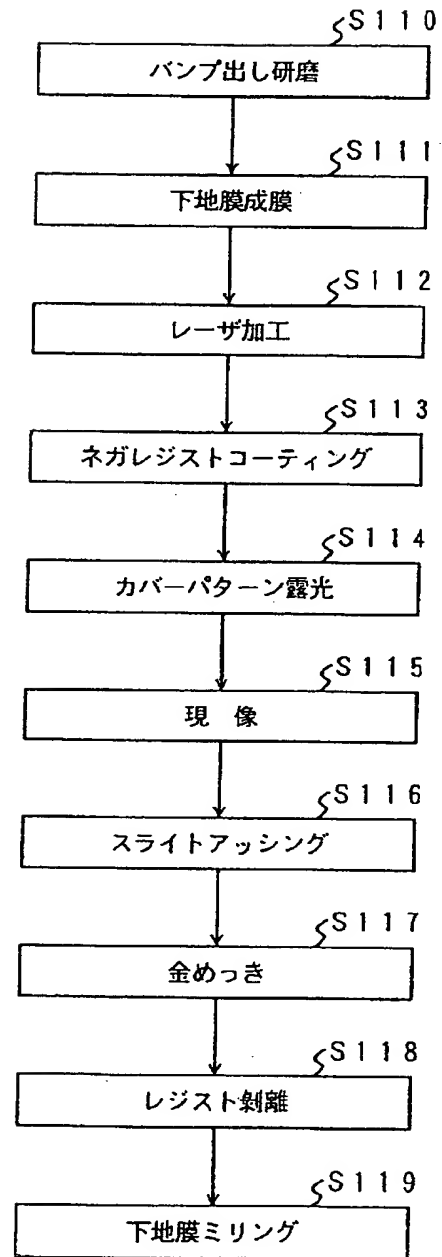 S110
バンプ出し研磨
S111
下地膜成膜
S112
レーザ加工
S113
ネガレジストコーティング
S114
カバーパターン露光
S115
現 像
S116
スライトアッシング
S117
金めっき
S118
レジスト剝離
S119
下地膜ミリング